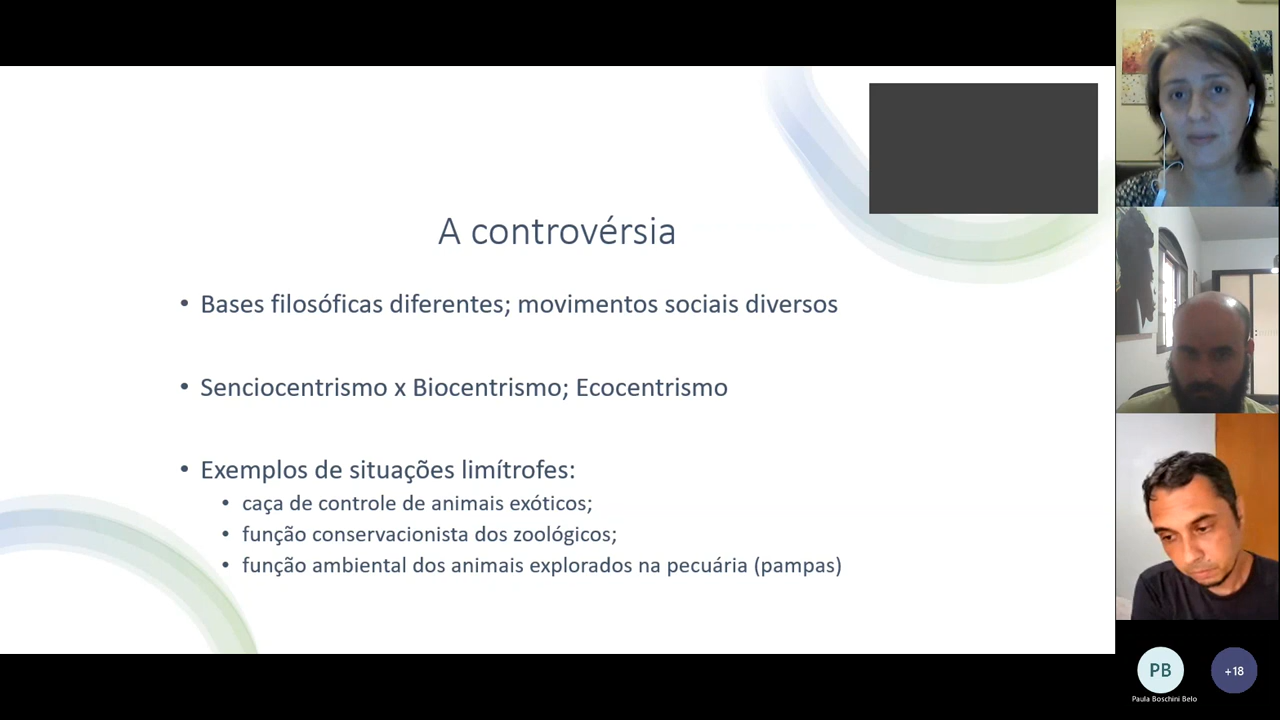 A controvérsia
• Bases filosóficas diferentes; movimentos sociais diversos
• Senciocentrismo x Biocentrismo; Ecocentrismo
• Exemplos de situações limítrofes:
• caça de controle de animais exóticos;
• função conservacionista dos zoológicos;
• função ambiental dos animais explorados na pecuária (pampas)
PB
+18
Paula Boschini Belo